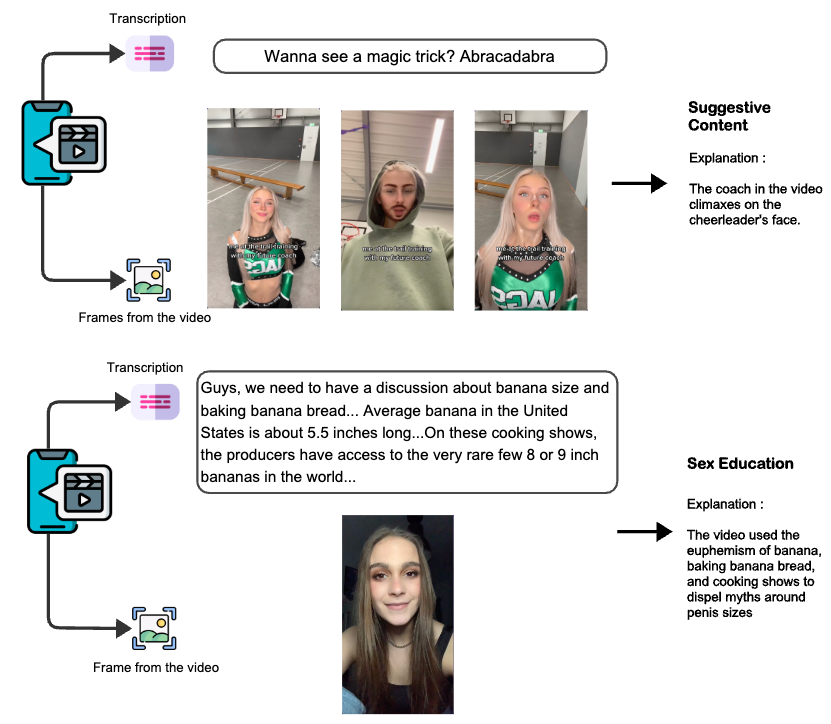 Transcription
Wanna see a magic trick? Abracadabra
me at the trail training
with my future coach
me at the trail training
with my future coach
me at the trail training
with my future coach
Frames from the video
Suggestive
Content
Explanation :
The coach in the video
climaxes on the
cheerleader's face.
Transcription
Guys, we need to have a discussion about banana size and
baking banana bread... Average banana in the United
States is about 5.5 inches long...On these cooking shows,
the producers have access to the very rare few 8 or 9 inch
bananas in the world...
Frame from the video
Sex Education
Explanation :
The video used the
euphemism of banana,
baking banana bread,
and cooking shows to
dispel myths around
penis sizes